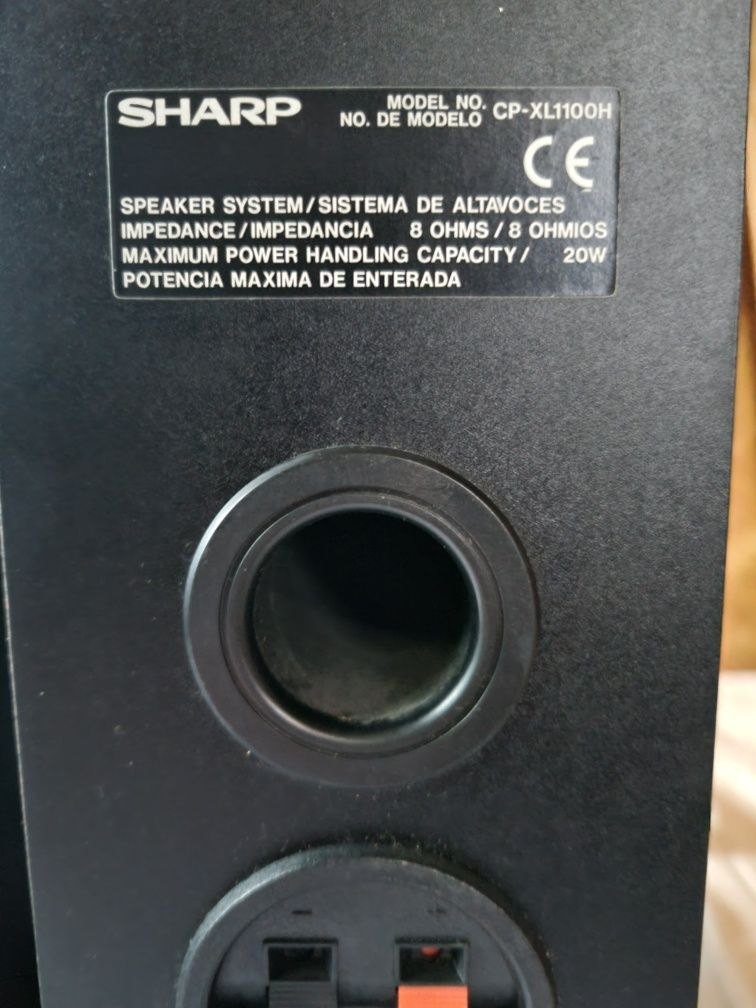 SHARP
MODEL NO.
NO. DE MODELO CP-XL1100H
CE
SPEAKER SYSTEM/SISTEMA DE ALTAVOCES
IMPEDANCE/IMPEDANCIA 8 OHMS / 8 OHMIOS
MAXIMUM POWER HANDLING CAPACITY/ 20W
POTENCIA MAXIMA DE ENTERADA
− +